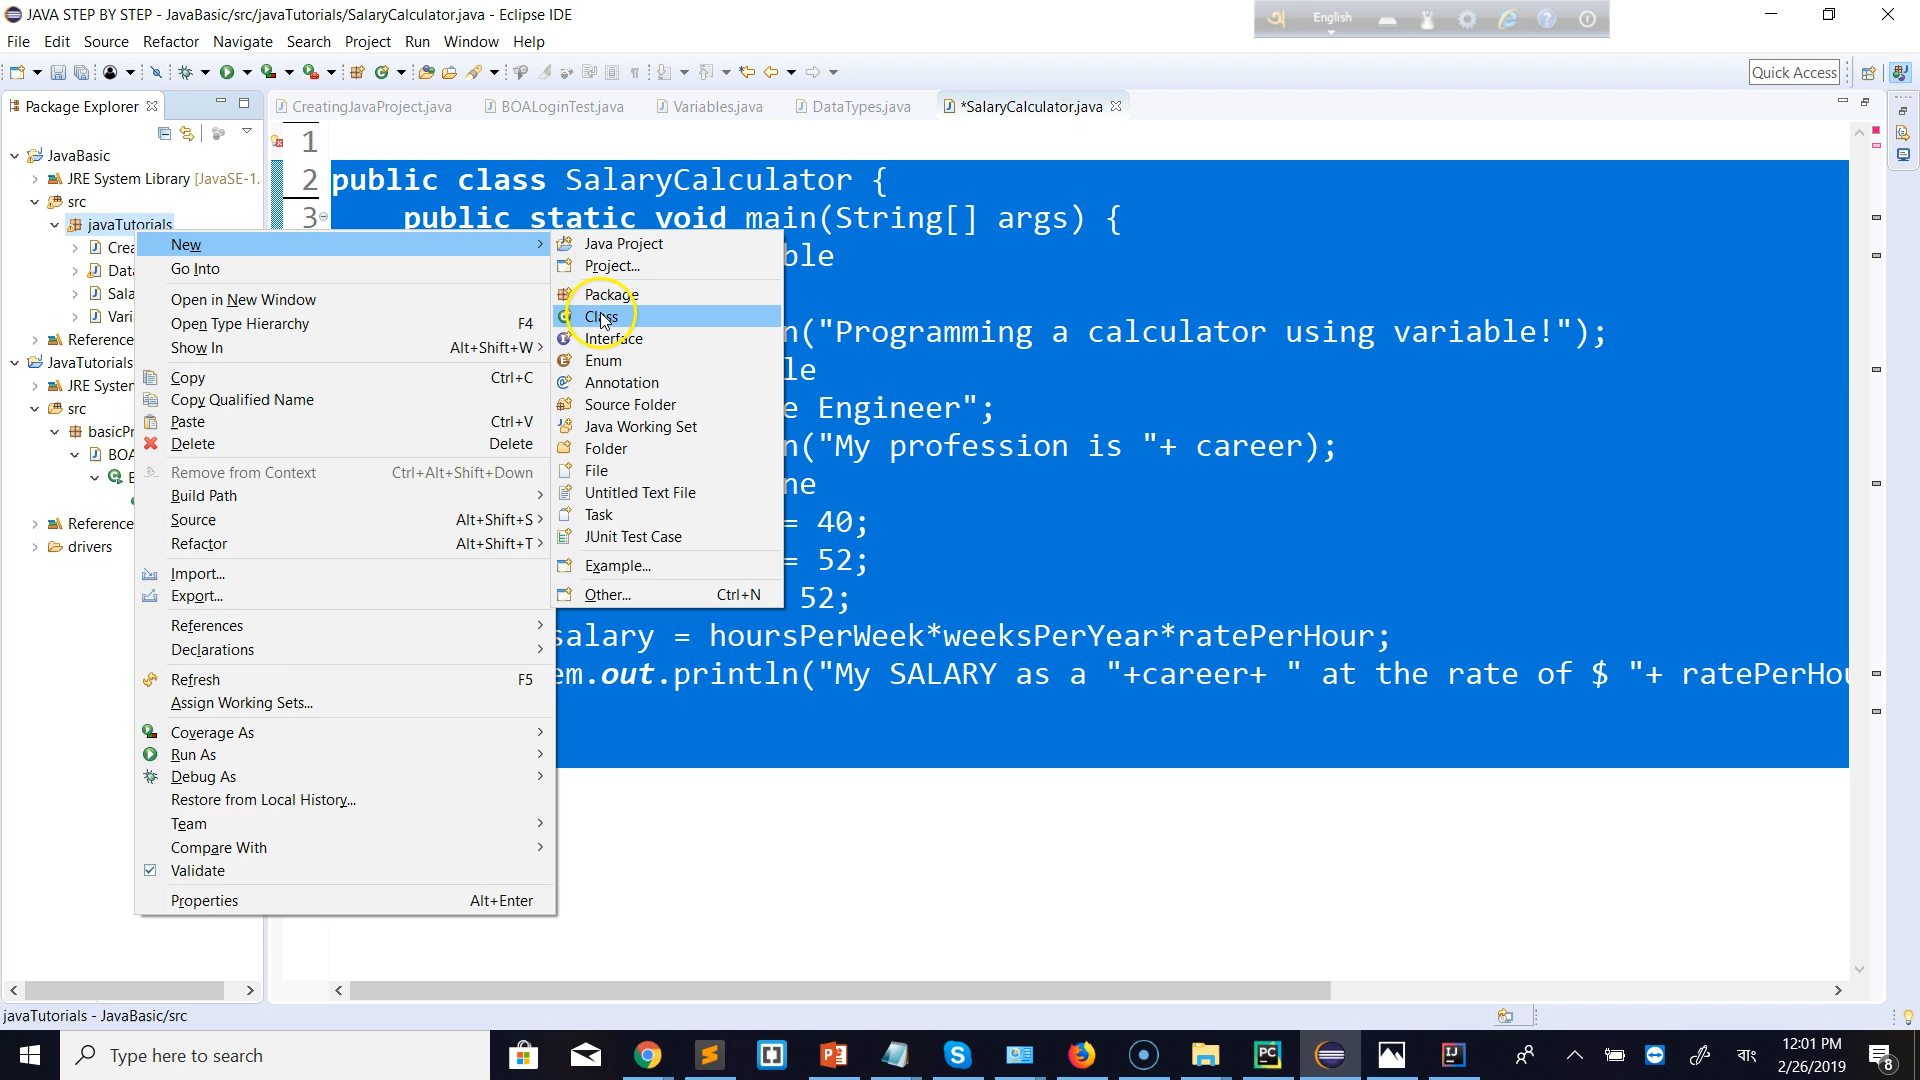 JAVA STEP BY STEP - JavaBasic/src/javaTutorials/SalaryCalculator.java - Eclipse IDE
English
File Edit Source Refactor Navigate Search Project Run Window Help
Quick Access
Package Explorer
CreatingJavaProject.java BOALoginTest.java Variables.java DataTypes.java *SalaryCalculator.java
JavaBasic
JRE System Library [JavaSE-1.
src
javaTutorials
Crea
Data
Sala
Vari
Reference
JavaTutorials
JRE System
src
basicPr
BOA
Reference
drivers
1
2 public class SalaryCalculator {
3 public static void main(String[] args) {
ble
n("Programming a calculator using variable!");
le
e Engineer";
n("My profession is "+ career);
ne
= 40;
= 52;
52;
salary = hoursPerWeek*weeksPerYear*ratePerHour;
em.out.println("My SALARY as a "+career+ " at the rate of $ "+ ratePerHou
New
Go Into
Open in New Window
Open Type Hierarchy F4
Show In Alt+Shift+W
Copy Ctrl+C
Copy Qualified Name
Paste Ctrl+V
Delete Delete
Remove from Context Ctrl+Alt+Shift+Down
Build Path
Source Alt+Shift+S
Refactor Alt+Shift+T
Import...
Export...
References
Declarations
Refresh F5
Assign Working Sets...
Coverage As
Run As
Debug As
Restore from Local History...
Team
Compare With
Validate
Properties Alt+Enter
Java Project
Project...
Package
Class
Interface
Enum
Annotation
Source Folder
Java Working Set
Folder
File
Untitled Text File
Task
JUnit Test Case
Example...
Other... Ctrl+N
javaTutorials - JavaBasic/src
Type here to search
PC
IJ
বাং
12:01 PM
2/26/2019
8